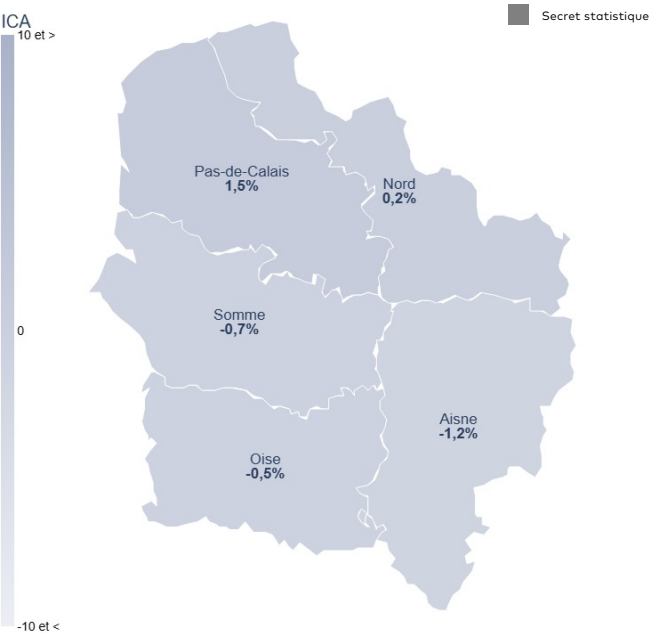 ICA
10 et >
Secret statistique
Pas-de-Calais
1,5%
Nord
0,2%
Somme
-0,7%
0
Aisne
-1,2%
Oise
-0,5%
-10 et <